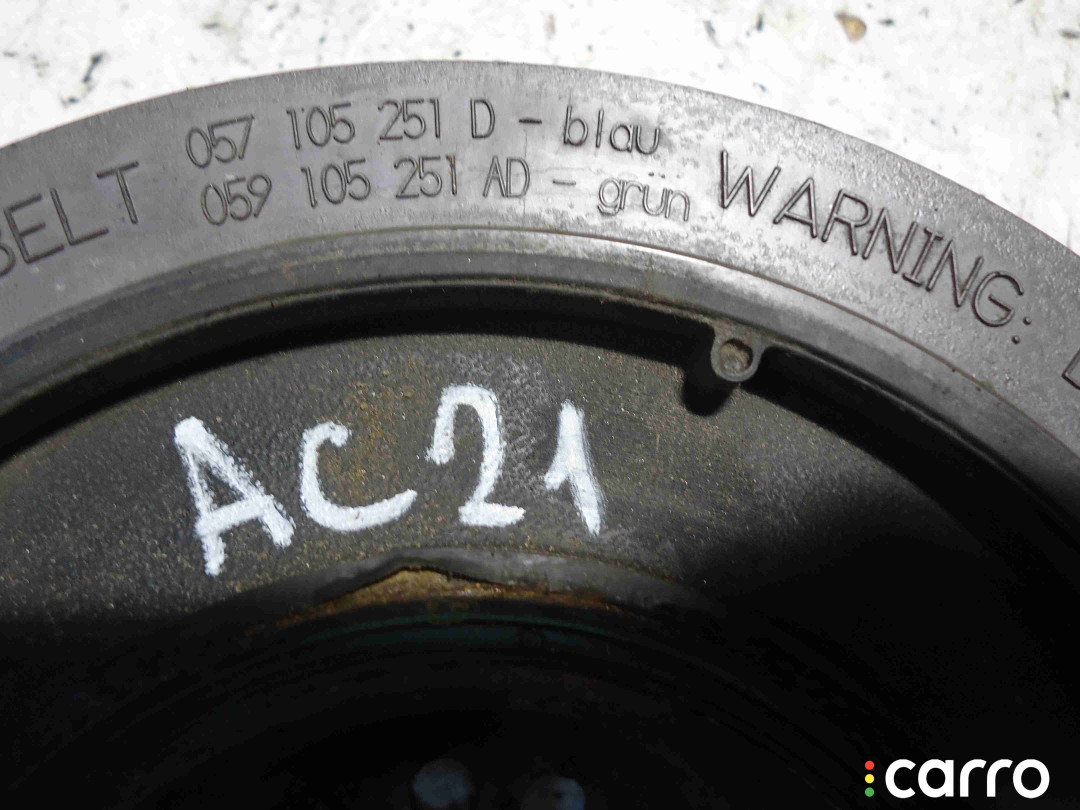 BELT
057 105 251 D - blau
059 105 251 AD - grün
WARNING:
AC21
carro